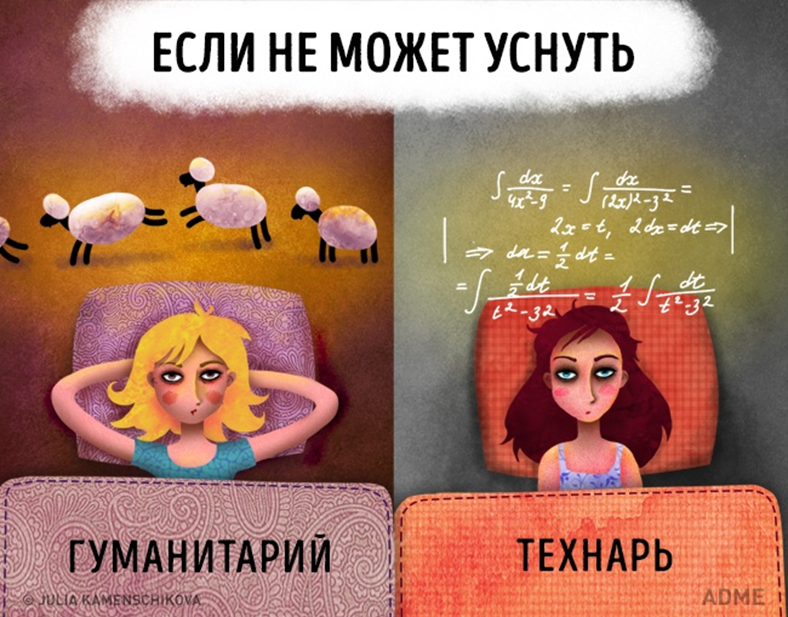 ЕСЛИ НЕ МОЖЕТ УСНУТЬ
∫ dx/(4x²-9) = ∫ dx/((2x)²-3²) =
| 2x = t, 2dx = dt ⇒ |
⇒ dx = 1/2 dt =
= ∫ (1/2 dt)/(t²-3²) = 1/2 ∫ dt/(t²-3²)
ГУМАНИТАРИЙ
ТЕХНАРЬ
© JULIA KAMENSCHIKOVA
ADME